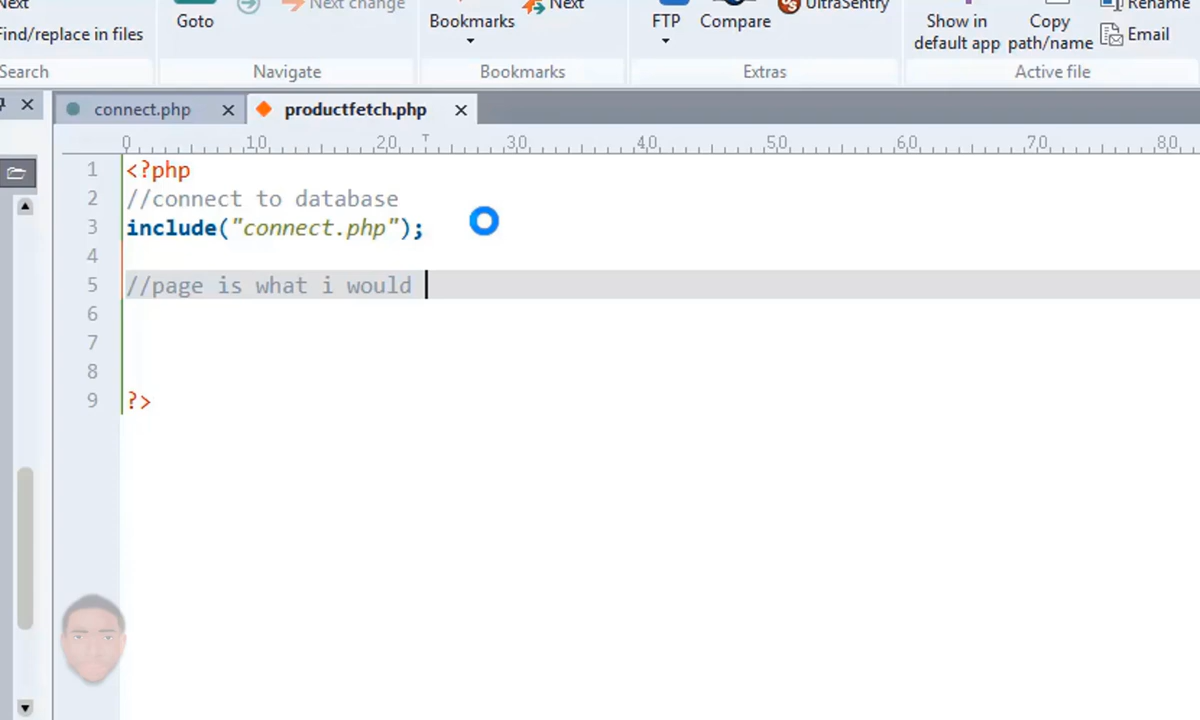 Next
Next change
Next
UltraSentry
Rename
Find/replace in files
Goto
Bookmarks
FTP
Compare
Show in
default app
Copy
path/name
Email
Search
Navigate
Bookmarks
Extras
Active file
connect.php
productfetch.php
0 10 20 30 40 50 60 70 80
1 <?php
2 //connect to database
3 include("connect.php");
4
5 //page is what i would
6
7
8
9 ?>